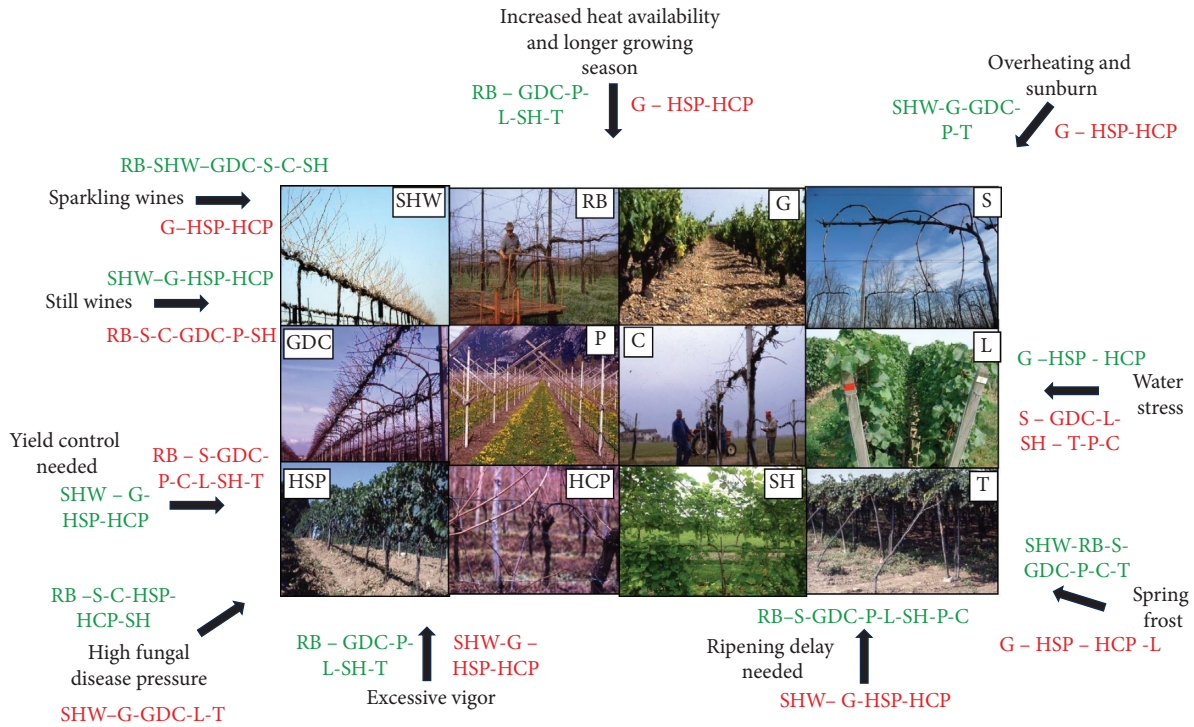 Increased heat availability
and longer growing
season
RB – GDC-P-
L-SH-T
G – HSP-HCP
Overheating and
sunburn
SHW-G-GDC-
P-T
G – HSP-HCP
RB-SHW–GDC-S-C-SH
Sparkling wines
G–HSP-HCP
SHW–G-HSP-HCP
Still wines
RB-S-C-GDC-P-SH
SHW
RB
G
S
GDC
P
C
L
HSP
HCP
SH
T
G –HSP - HCP
Water
stress
S – GDC-L-
SH – T-P-C
Yield control
needed
RB – S-GDC-
P-C-L-SH-T
SHW – G-
HSP-HCP
RB –S-C-HSP-
HCP-SH
High fungal
disease pressure
SHW–G-GDC-L-T
RB – GDC-P-
L-SH-T
SHW-G –
HSP-HCP
Excessive vigor
RB–S-GDC-P-L-SH-P-C
Ripening delay
needed
SHW– G-HSP-HCP
SHW-RB-S-
GDC-P-C-T
Spring
frost
G – HSP – HCP -L